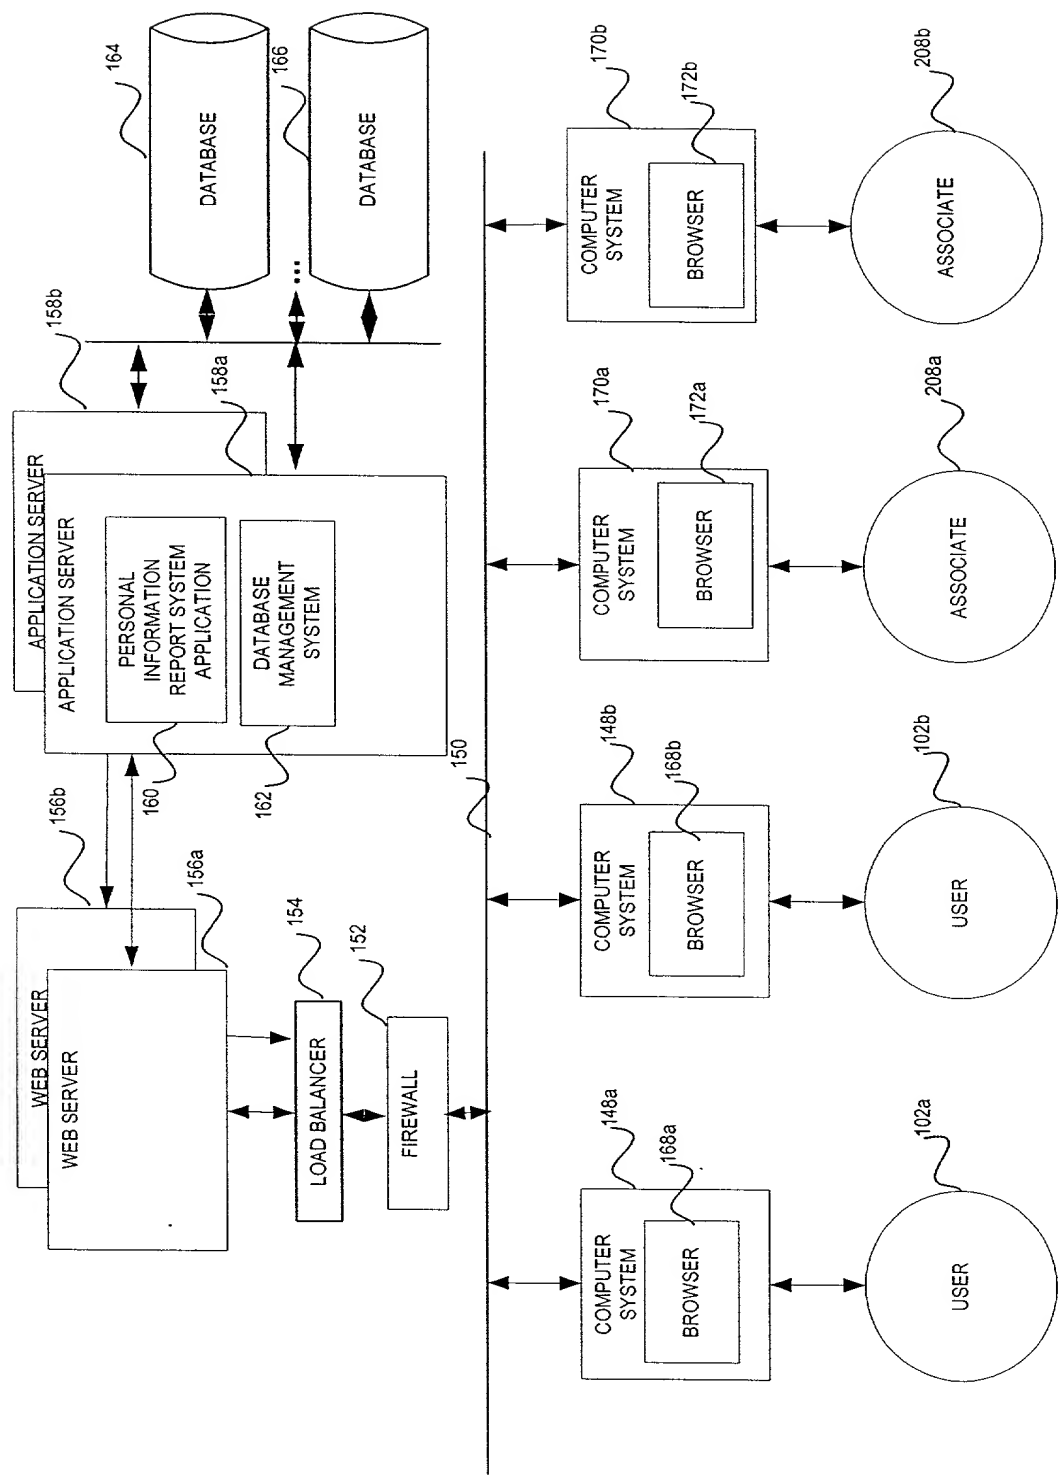 WEB SERVER
WEB SERVER
156b
156a
APPLICATION SERVER
APPLICATION SERVER
158b
158a
PERSONAL
INFORMATION
REPORT SYSTEM
APPLICATION
160
DATABASE
MANAGEMENT
SYSTEM
162
DATABASE
164
...
DATABASE
166
LOAD BALANCER
154
FIREWALL
152
150
COMPUTER
SYSTEM
148a
BROWSER
168a
COMPUTER
SYSTEM
148b
BROWSER
168b
COMPUTER
SYSTEM
170a
BROWSER
172a
COMPUTER
SYSTEM
170b
BROWSER
172b
USER
102a
USER
102b
ASSOCIATE
208a
ASSOCIATE
208b